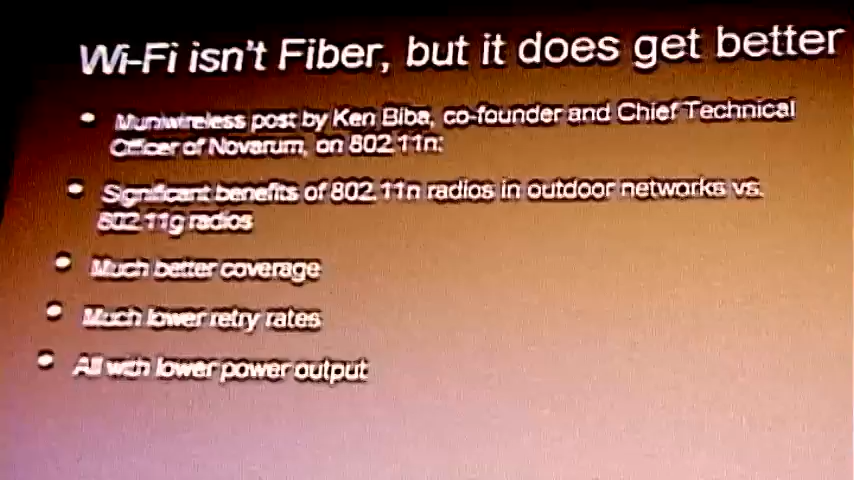 Wi-Fi isn't Fiber, but it does get better
• Muniwireless post by Ken Biba, co-founder and Chief Technical
Officer of Novarum, on 802.11n:
• Significant benefits of 802.11n radios in outdoor networks vs.
802.11g radios
• Much better coverage
• Much lower retry rates
• All with lower power output